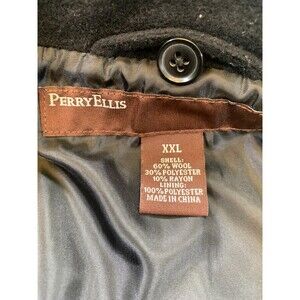 PERRY ELLIS
XXL
SHELL:
60% WOOL
30% POLYESTER
10% RAYON
LINING:
100% POLYESTER
MADE IN CHINA